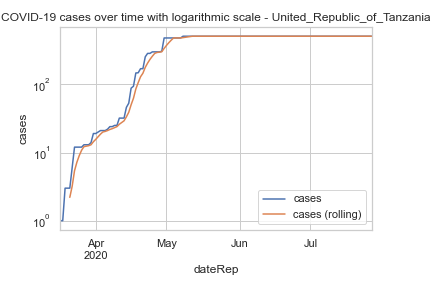 COVID-19 cases over time with logarithmic scale - United_Republic_of_Tanzania
cases
10²
10¹
10⁰
Apr
2020
May
Jun
Jul
dateRep
cases
cases (rolling)